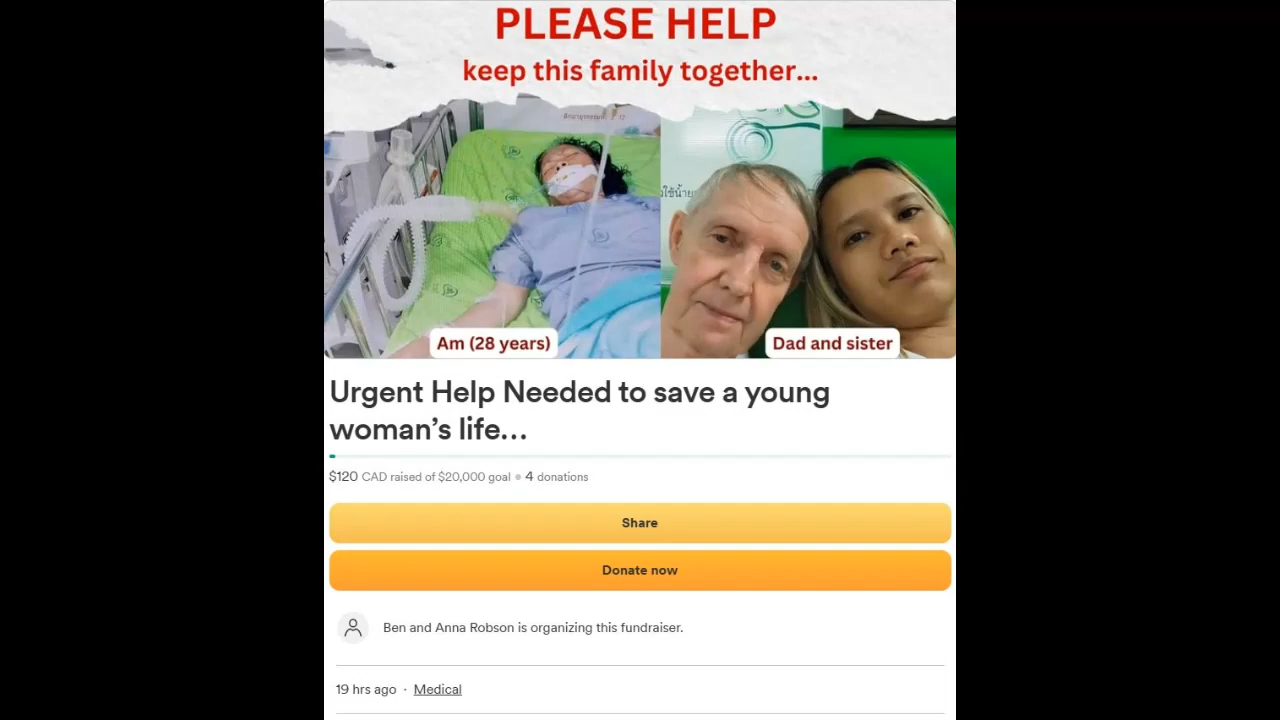 PLEASE HELP
keep this family together...
Am (28 years)
Dad and sister
Urgent Help Needed to save a young
woman’s life…
$120 CAD raised of $20,000 goal • 4 donations
Share
Donate now
Ben and Anna Robson is organizing this fundraiser.
19 hrs ago · Medical